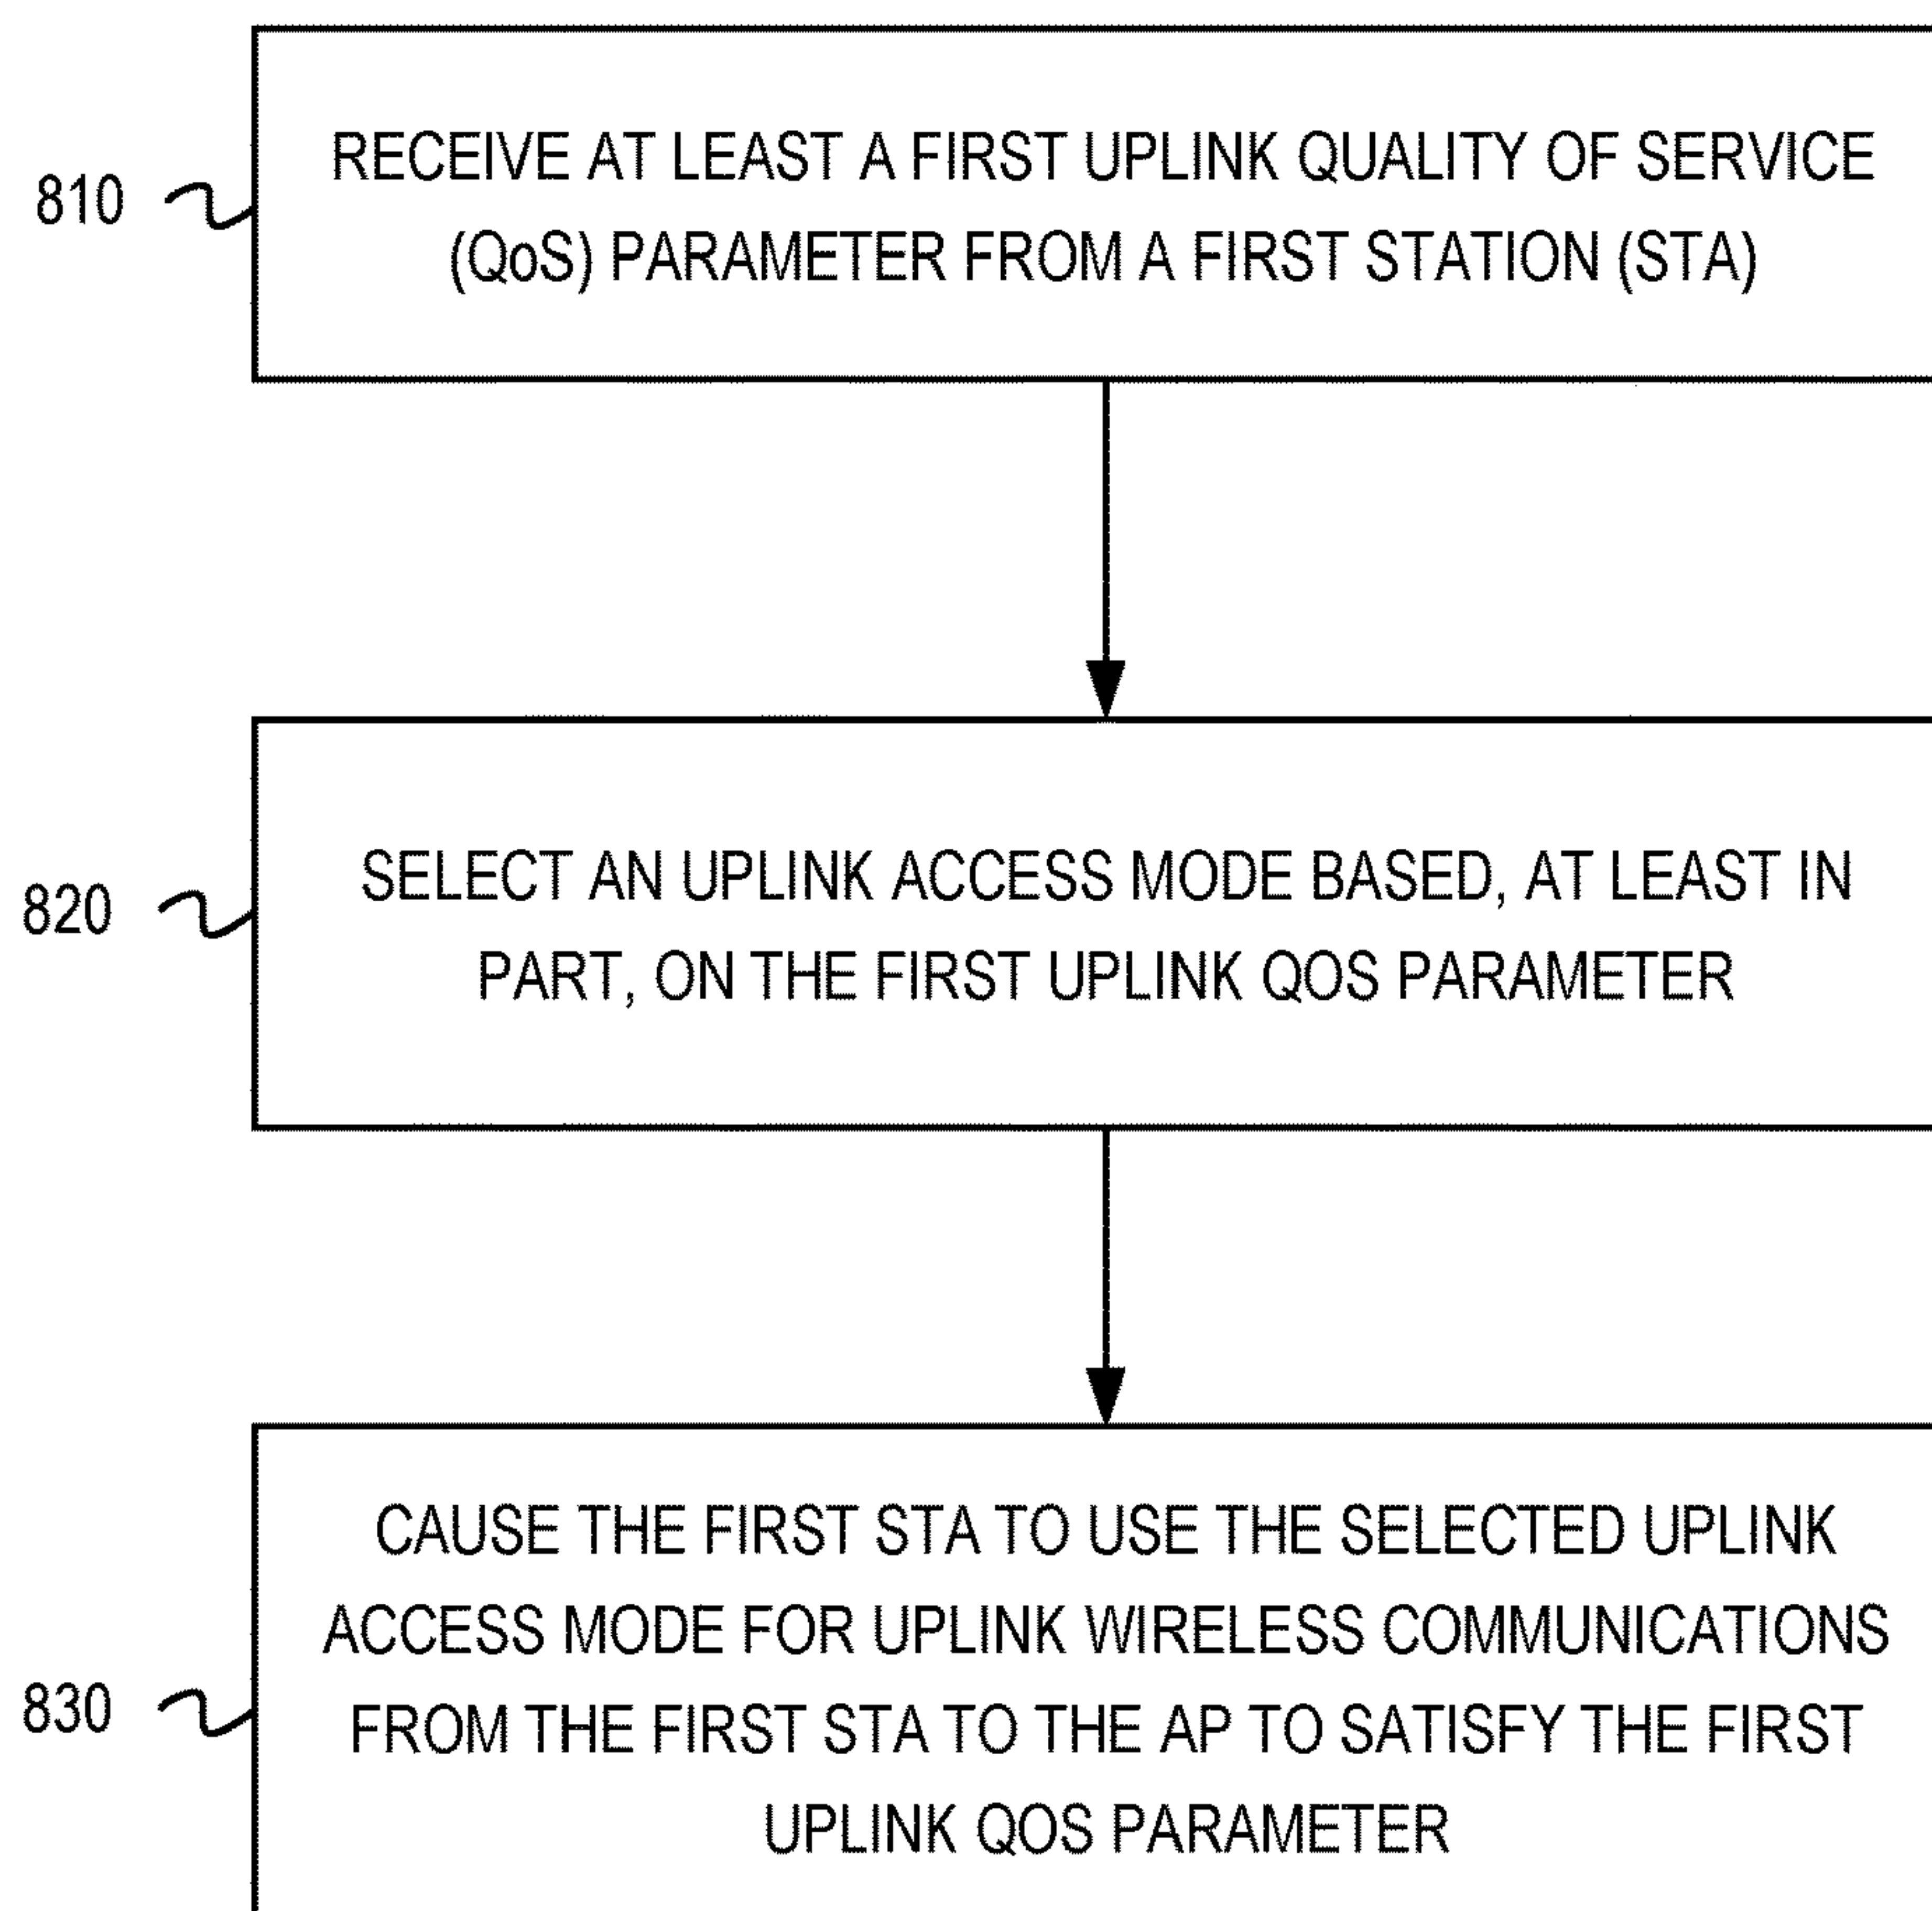 810
RECEIVE AT LEAST A FIRST UPLINK QUALITY OF SERVICE
(QoS) PARAMETER FROM A FIRST STATION (STA)
820
SELECT AN UPLINK ACCESS MODE BASED, AT LEAST IN
PART, ON THE FIRST UPLINK QOS PARAMETER
830
CAUSE THE FIRST STA TO USE THE SELECTED UPLINK
ACCESS MODE FOR UPLINK WIRELESS COMMUNICATIONS
FROM THE FIRST STA TO THE AP TO SATISFY THE FIRST
UPLINK QOS PARAMETER